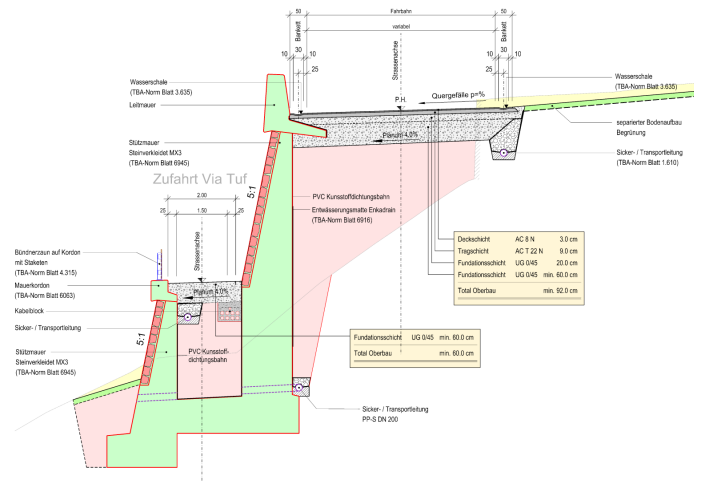 50
Fahrbahn
50
Bankett
variabel
Bankett
10
30
10
10
30
10
25
25
Strassenachse
P.H.
Quergefälle p=%
Wasserschale
(TBA-Norm Blatt 3.635)
Leitmauer
Wasserschale
(TBA-Norm Blatt 3.635)
Planum 4.0%
separierter Bodenaufbau
Begrünung
Stützmauer
Steinverkleidet MX3
(TBA-Norm Blatt 6945)
Sicker- / Transportleitung
(TBA-Norm Blatt 1.610)
Zufahrt Via Tuf
2.00
25
1.50
25
5:1
PVC Kunsstoffdichtungsbahn
Entwässerungsmatte Enkadrain
(TBA-Norm Blatt 6916)
Strassenachse
Deckschicht AC 8 N 3.0 cm
Tragschicht AC T 22 N 9.0 cm
Fundationsschicht UG 0/45 20.0 cm
Fundationsschicht UG 0/45 min. 60.0 cm
Total Oberbau min. 92.0 cm
Bündnerzaun auf Kordon
mit Staketen
(TBA-Norm Blatt 4.315)
Mauerkordon
(TBA-Norm Blatt 6063)
Planum 4.0%
Kabelblock
Sicker- / Transportleitung
5:1
Stützmauer
Steinverkleidet MX3
(TBA-Norm Blatt 6945)
PVC Kunsstoff-
dichtungsbahn
Fundationsschicht UG 0/45 min. 60.0 cm
Total Oberbau min. 60.0 cm
Sicker- / Transportleitung
PP-S DN 200